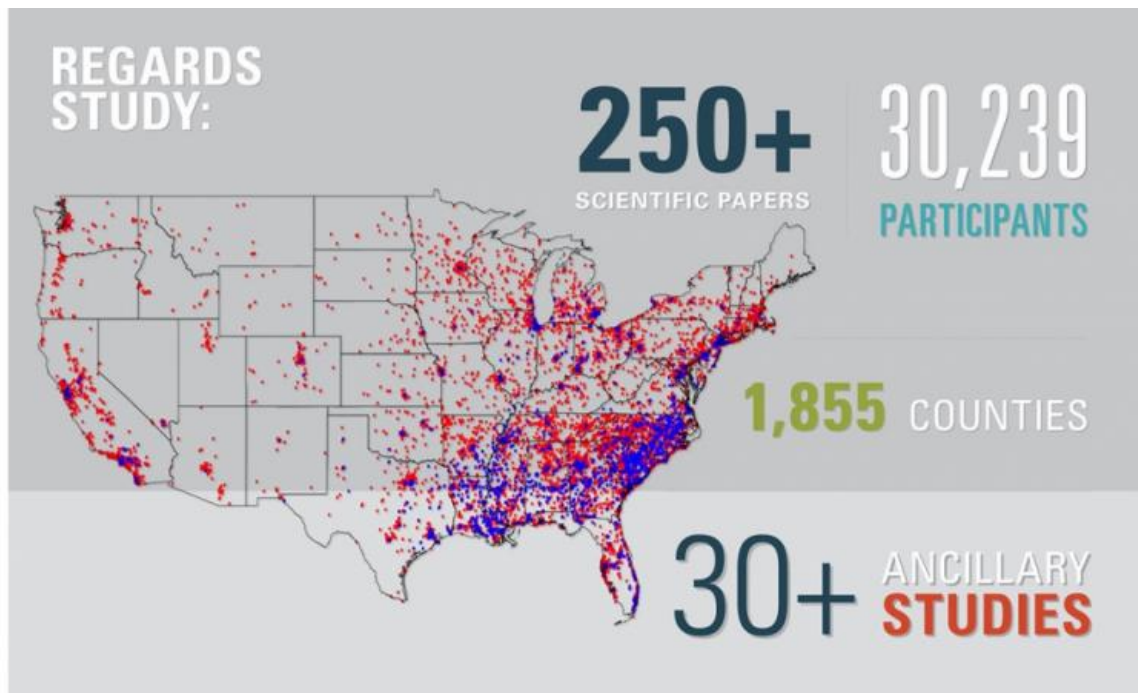 REGARDS
STUDY:
250+
SCIENTIFIC PAPERS
30,239
PARTICIPANTS
1,855 COUNTIES
30+
ANCILLARY
STUDIES